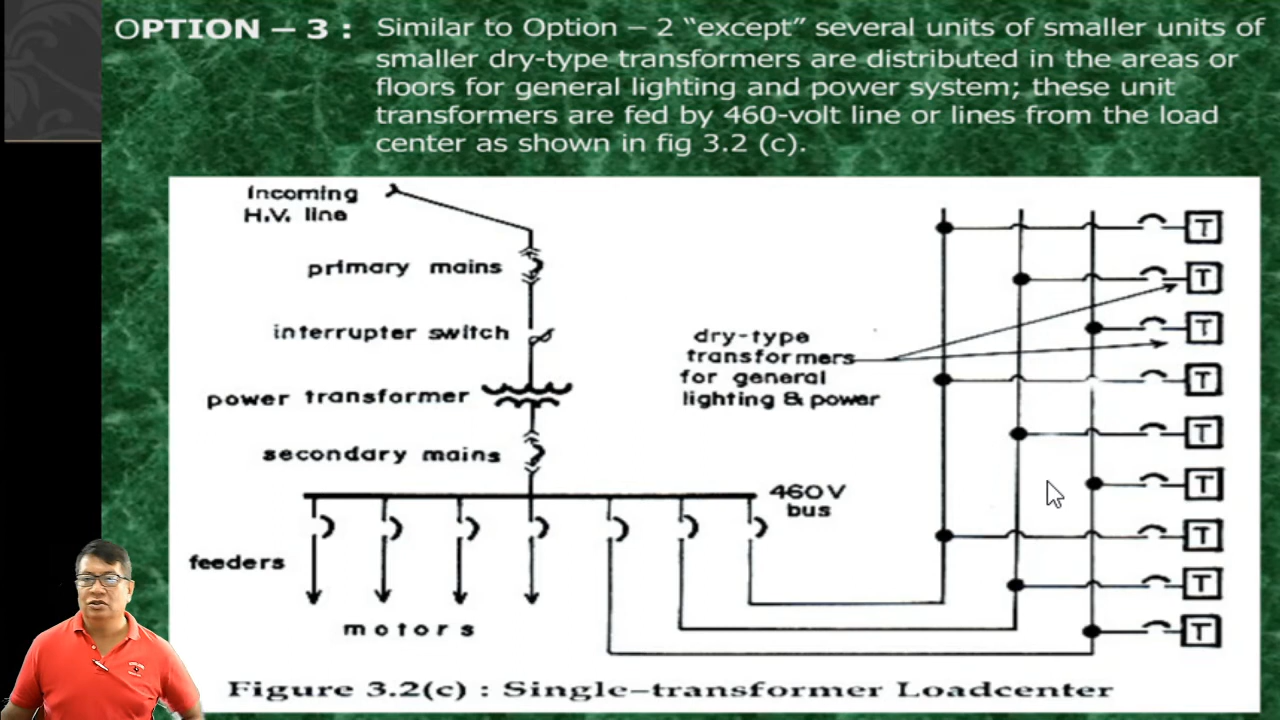 OPTION – 3 : Similar to Option – 2 “except” several units of smaller units of
smaller dry-type transformers are distributed in the areas or
floors for general lighting and power system; these unit
transformers are fed by 460-volt line or lines from the load
center as shown in fig 3.2 (c).
Incoming
H.V. line
primary mains
interrupter switch
power transformer
secondary mains
460V
bus
feeders
motors
dry-type
transformers
for general
lighting & power
T
T
T
T
T
T
T
T
T
Figure 3.2(c) : Single-transformer Loadcenter